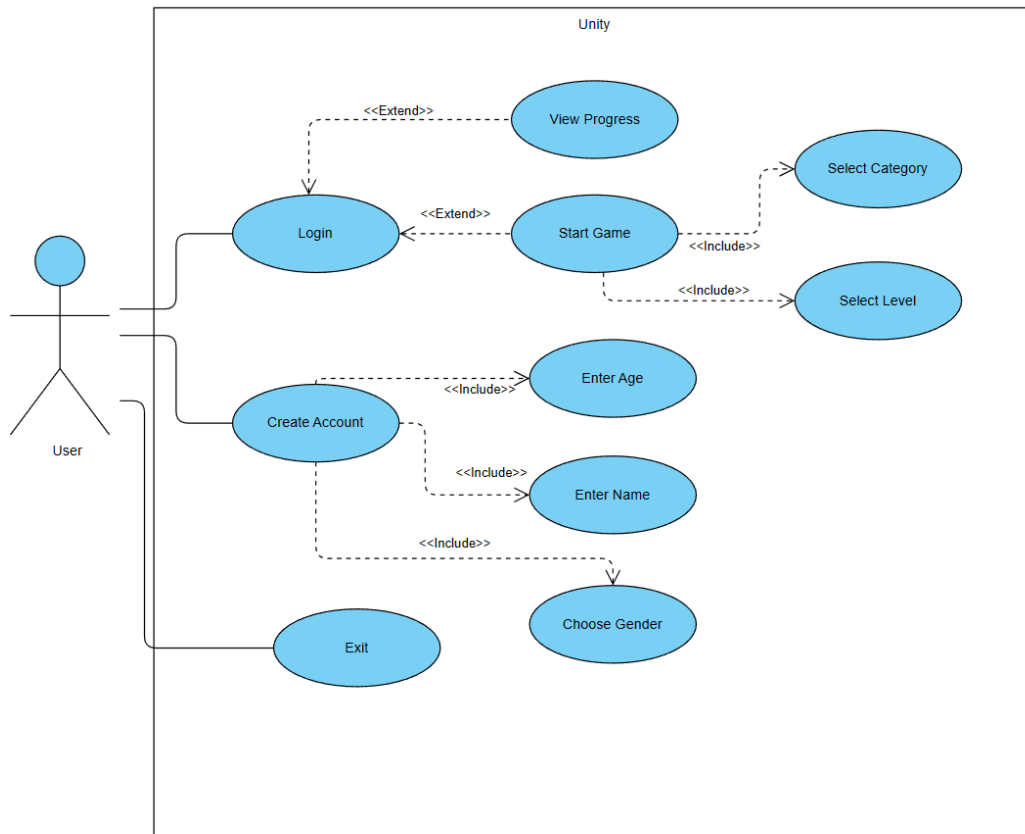 Unity
<<Extend>>
View Progress
Select Category
Login
<<Extend>>
Start Game
<<Include>>
<<Include>>
Select Level
Enter Age
<<Include>>
Create Account
User
<<Include>>
Enter Name
<<Include>>
Choose Gender
Exit